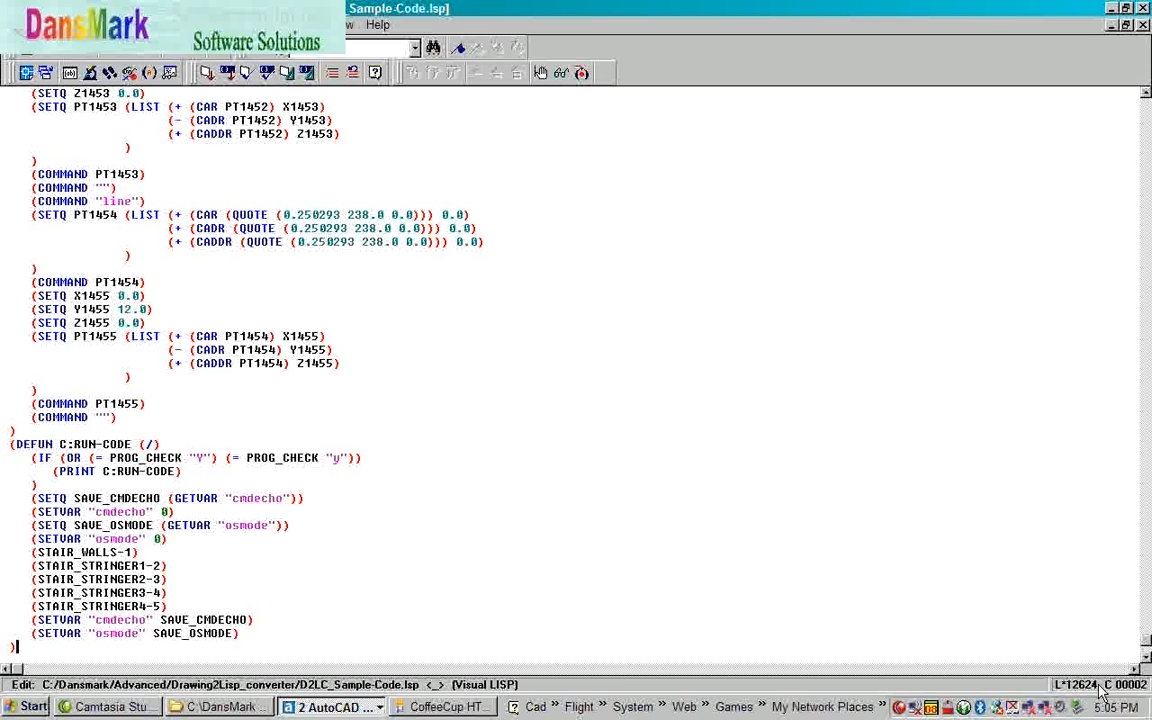 DansMark
Software Solutions
Sample-Code.lsp]
w Help
(SETQ Z1453 0.0)
(SETQ PT1453 (LIST (+ (CAR PT1452) X1453)
(- (CADR PT1452) Y1453)
(+ (CADDR PT1452) Z1453)
)
)
(COMMAND PT1453)
(COMMAND "")
(COMMAND "line")
(SETQ PT1454 (LIST (+ (CAR (QUOTE (0.250293 238.0 0.0))) 0.0)
(+ (CADR (QUOTE (0.250293 238.0 0.0))) 0.0)
(+ (CADDR (QUOTE (0.250293 238.0 0.0))) 0.0)
)
)
(COMMAND PT1454)
(SETQ X1455 0.0)
(SETQ Y1455 12.0)
(SETQ Z1455 0.0)
(SETQ PT1455 (LIST (+ (CAR PT1454) X1455)
(- (CADR PT1454) Y1455)
(+ (CADDR PT1454) Z1455)
)
)
(COMMAND PT1455)
(COMMAND "")
)
(DEFUN C:RUN-CODE (/)
(IF (OR (= PROG_CHECK "Y") (= PROG_CHECK "y"))
(PRINT C:RUN-CODE)
)
(SETQ SAVE_CMDECHO (GETVAR "cmdecho"))
(SETVAR "cmdecho" 0)
(SETQ SAVE_OSMODE (GETVAR "osmode"))
(SETVAR "osmode" 0)
(STAIR_WALLS-1)
(STAIR_STRINGER1-2)
(STAIR_STRINGER2-3)
(STAIR_STRINGER3-4)
(STAIR_STRINGER4-5)
(SETVAR "cmdecho" SAVE_CMDECHO)
(SETVAR "osmode" SAVE_OSMODE)
)
Edit: C:/Dansmark/Advanced/Drawing2Lisp_converter/D2LC_Sample-Code.lsp <_> (Visual LISP) L*12624 C 00002
Start Camtasia Stu... C:\DansMark ... 2 AutoCAD ... CoffeeCup HT... Cad » Flight » System » Web » Games » My Network Places » 5:05 PM